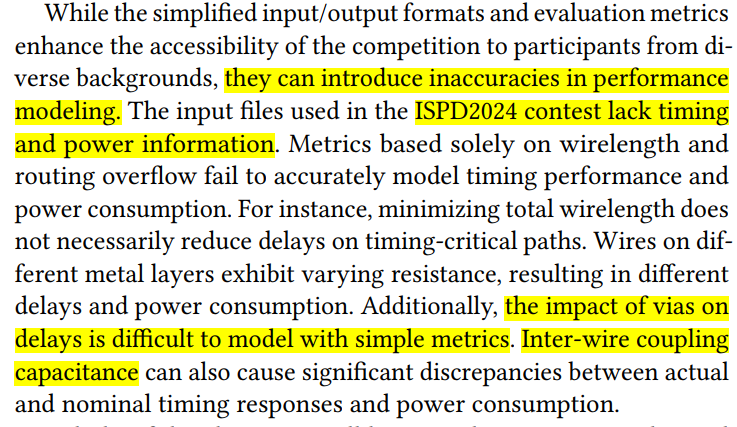 While the simplified input/output formats and evaluation metrics
enhance the accessibility of the competition to participants from di-
verse backgrounds, they can introduce inaccuracies in performance
modeling. The input files used in the ISPD2024 contest lack timing
and power information. Metrics based solely on wirelength and
routing overflow fail to accurately model timing performance and
power consumption. For instance, minimizing total wirelength does
not necessarily reduce delays on timing-critical paths. Wires on dif-
ferent metal layers exhibit varying resistance, resulting in different
delays and power consumption. Additionally, the impact of vias on
delays is difficult to model with simple metrics. Inter-wire coupling
capacitance can also cause significant discrepancies between actual
and nominal timing responses and power consumption.